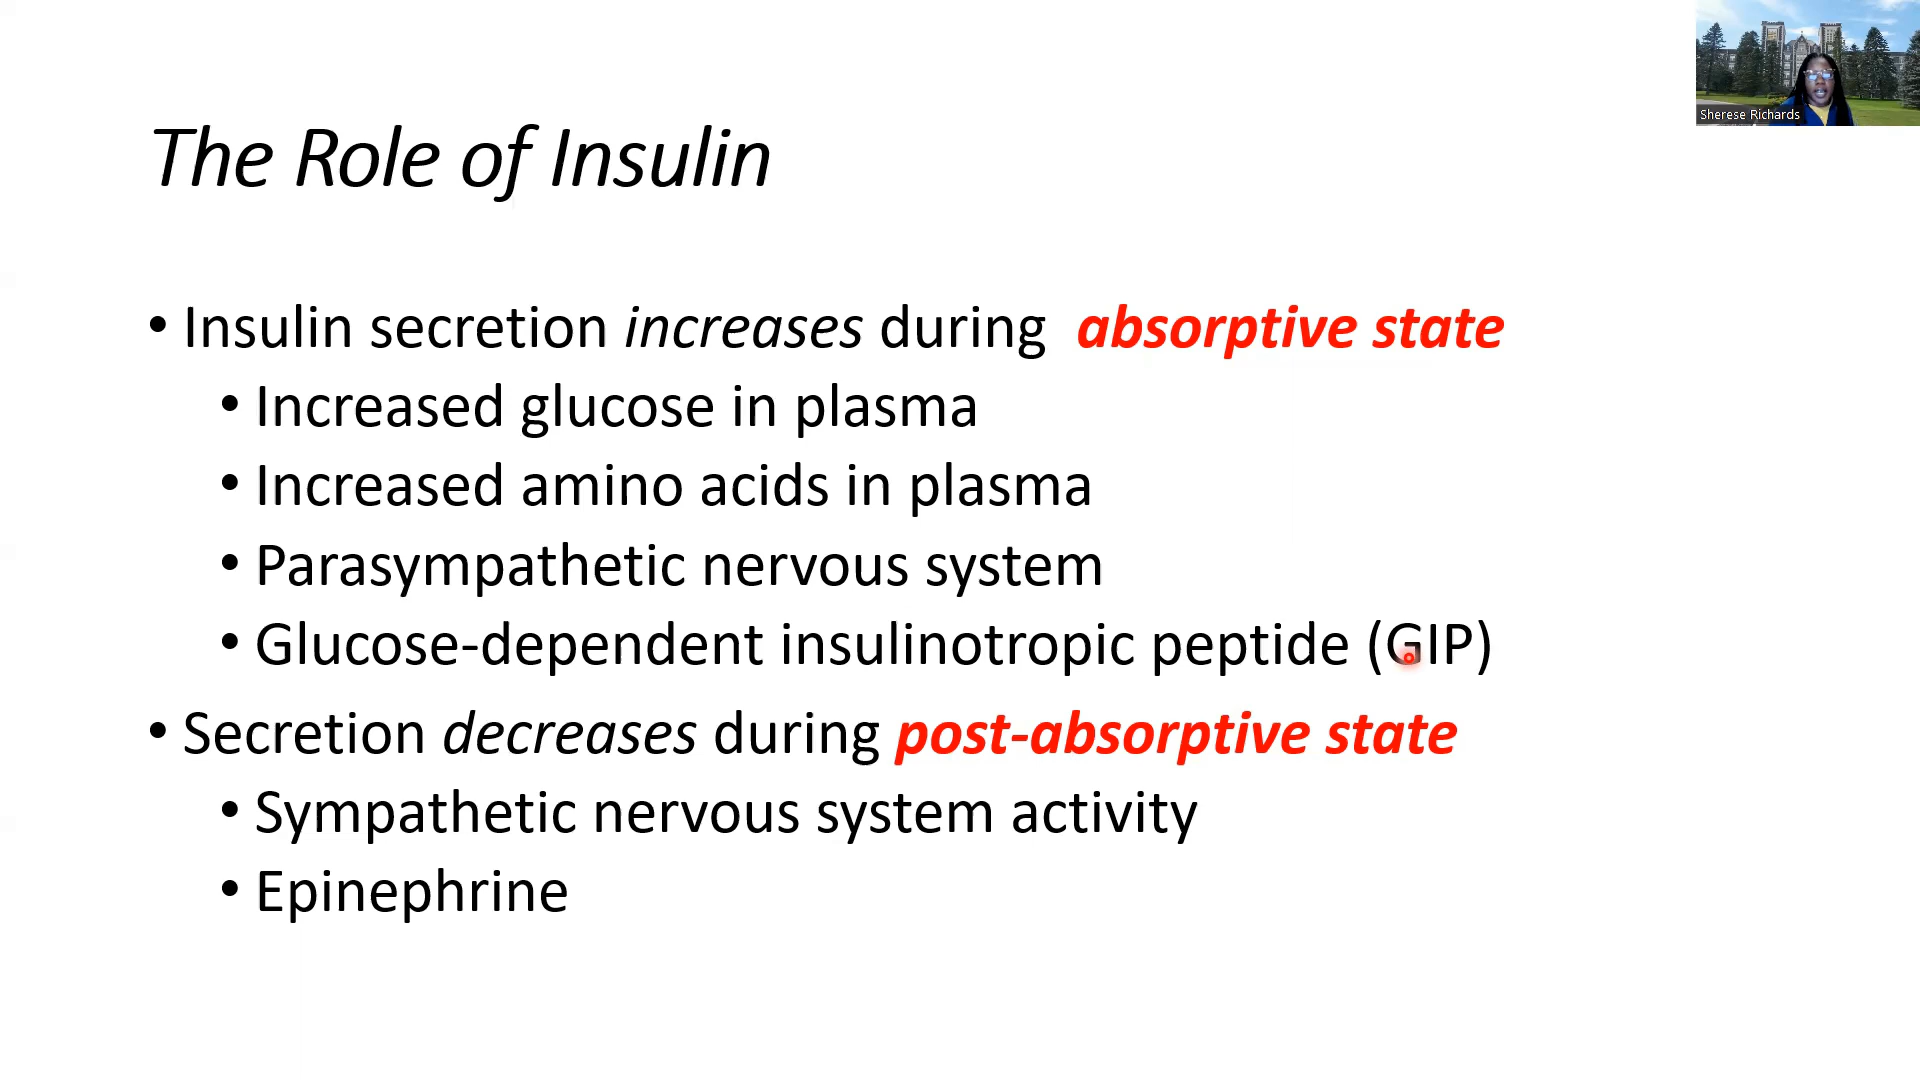 Sherese Richards
The Role of Insulin
• Insulin secretion increases during absorptive state
• Increased glucose in plasma
• Increased amino acids in plasma
• Parasympathetic nervous system
• Glucose-dependent insulinotropic peptide (GIP)
• Secretion decreases during post-absorptive state
• Sympathetic nervous system activity
• Epinephrine